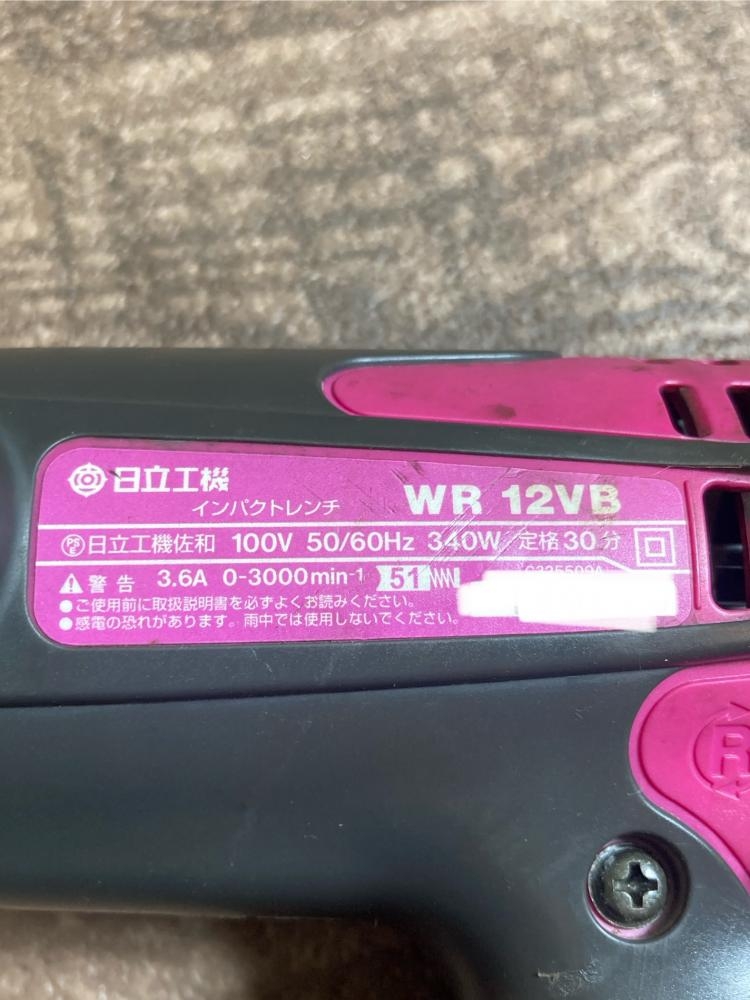 日立工機
インパクトレンチ WR 12VB
PSE 日立工機佐和 100V 50/60Hz 340W 定格30分
警告 3.6A 0-3000min-1 51
●ご使用前に取扱説明書を必ずよくお読みください。
●感電の恐れがあります。雨中では使用しないでください。
R